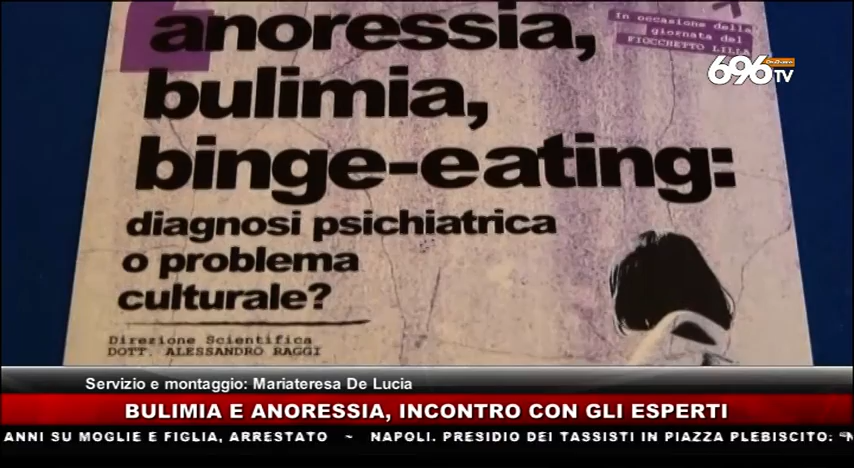 anoressia,
bulimia,
binge-eating:
diagnosi psichiatrica
o problema
culturale?
Direzione Scientifica
DOTT. ALESSANDRO RAGGI
In occasione della
giornata del
FIOCCHETTO LILLA
696 TV
Servizio e montaggio: Mariateresa De Lucia
BULIMIA E ANORESSIA, INCONTRO CON GLI ESPERTI
ANNI SU MOGLIE E FIGLIA, ARRESTATO ~ NAPOLI. PRESIDIO DEI TASSISTI IN PIAZZA PLEBISCITO: "N